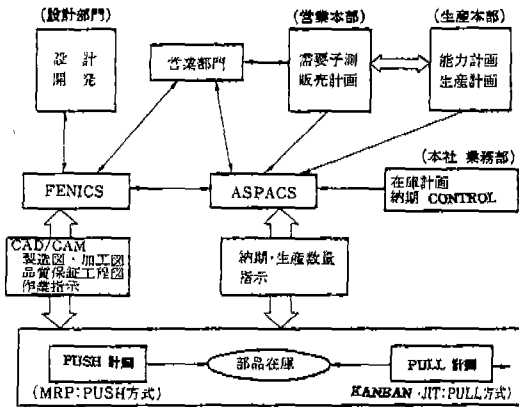 (設計部門)
(営業本部)
(生産本部)
設計
開発
営業部門
需要予測
販売計画
能力計画
生産計画
(本社 業務部)
FENICS
ASPACS
在庫計画
納期 CONTROL
CAD/CAM
製造図・加工図
品質保証工程図
作業指示
納期・生産数量
指示
PUSH 計画
部品在庫
PULL 計画
(MRP:PUSH方式)
KANBAN・JIT:PULL方式)